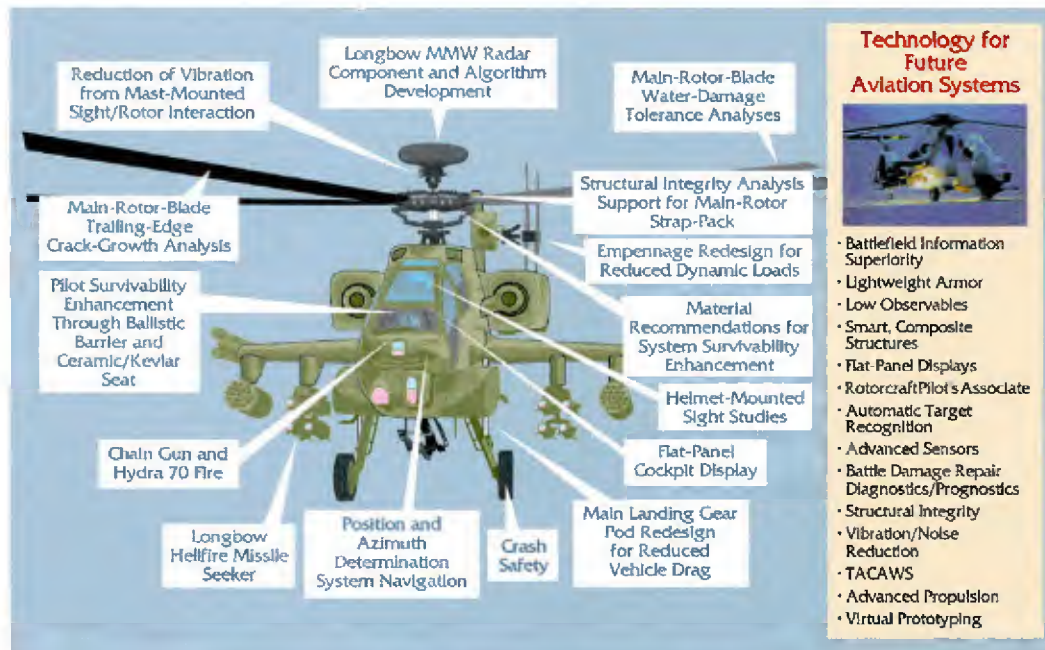 Longbow MMW Radar
Component and Algorithm
Development
Reduction of Vibration
from Mast-Mounted
Sight/Rotor Interaction
Main-Rotor-Blade
Water-Damage
Tolerance Analyses
Main-Rotor-Blade
Trailing-Edge
Crack-Growth Analysis
Structural Integrity Analysis
Support for Main-Rotor
Strap-Pack
Empennage Redesign for
Reduced Dynamic Loads
Pilot Survivability
Enhancement
Through Ballistic
Barrier and
Ceramic/Kevlar
Seat
Material
Recommendations for
System Survivability
Enhancement
Helmet-Mounted
Sight Studies
Chain Gun and
Hydra 70 Fire
Flat-Panel
Cockpit Display
Longbow
Hellfire Missile
Seeker
Position and
Azimuth
Determination
System Navigation
Crash
Safety
Main Landing Gear
Pod Redesign
for Reduced
Vehicle Drag
Technology for
Future
Aviation Systems
· Battlefield Information
Superiority
· Lightweight Armor
· Low Observables
· Smart, Composite
Structures
· Flat-Panel Displays
· Rotorcraft Pilot's Associate
· Automatic Target
Recognition
· Advanced Sensors
· Battle Damage Repair
Diagnostics/Prognostics
· Structural Integrity
· Vibration/Noise
Reduction
· TACAWS
· Advanced Propulsion
· Virtual Prototyping